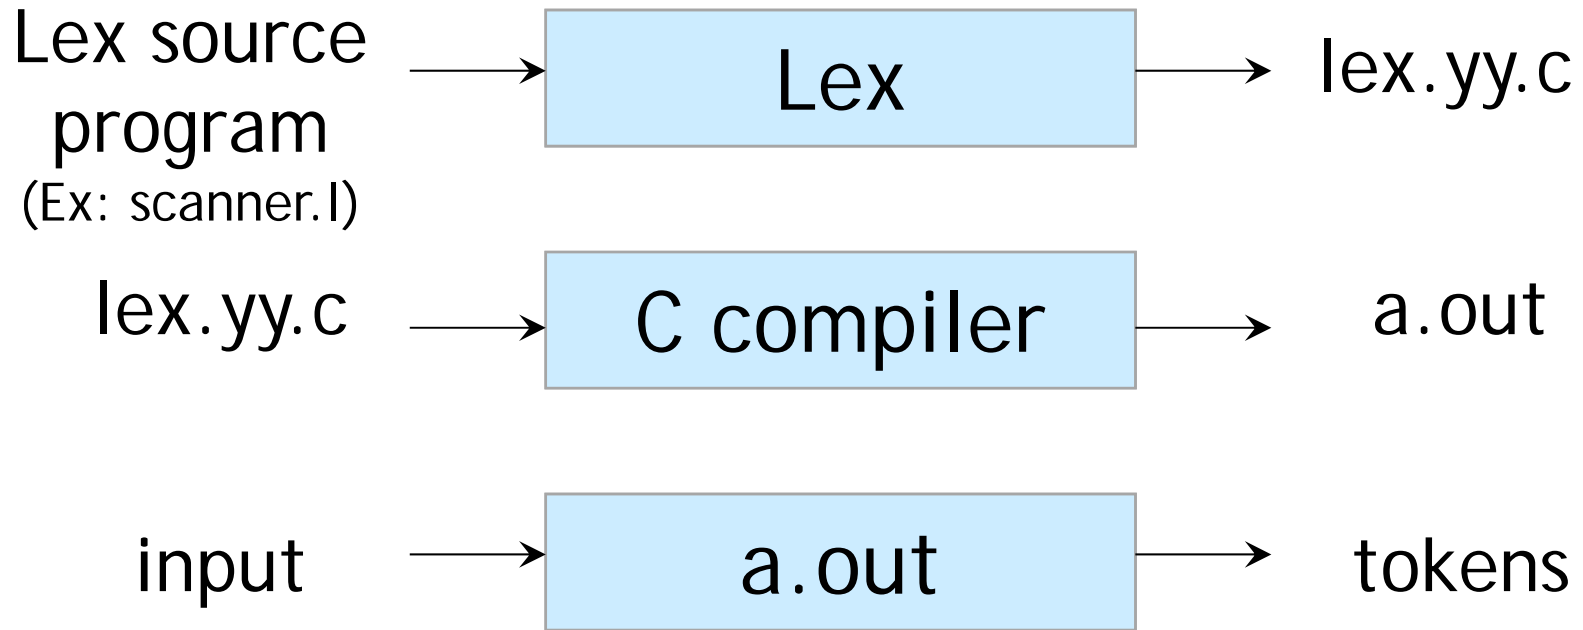 Lex source
program
(Ex: scanner.l)
Lex
lex.yy.c
lex.yy.c
C compiler
a.out
input
a.out
tokens